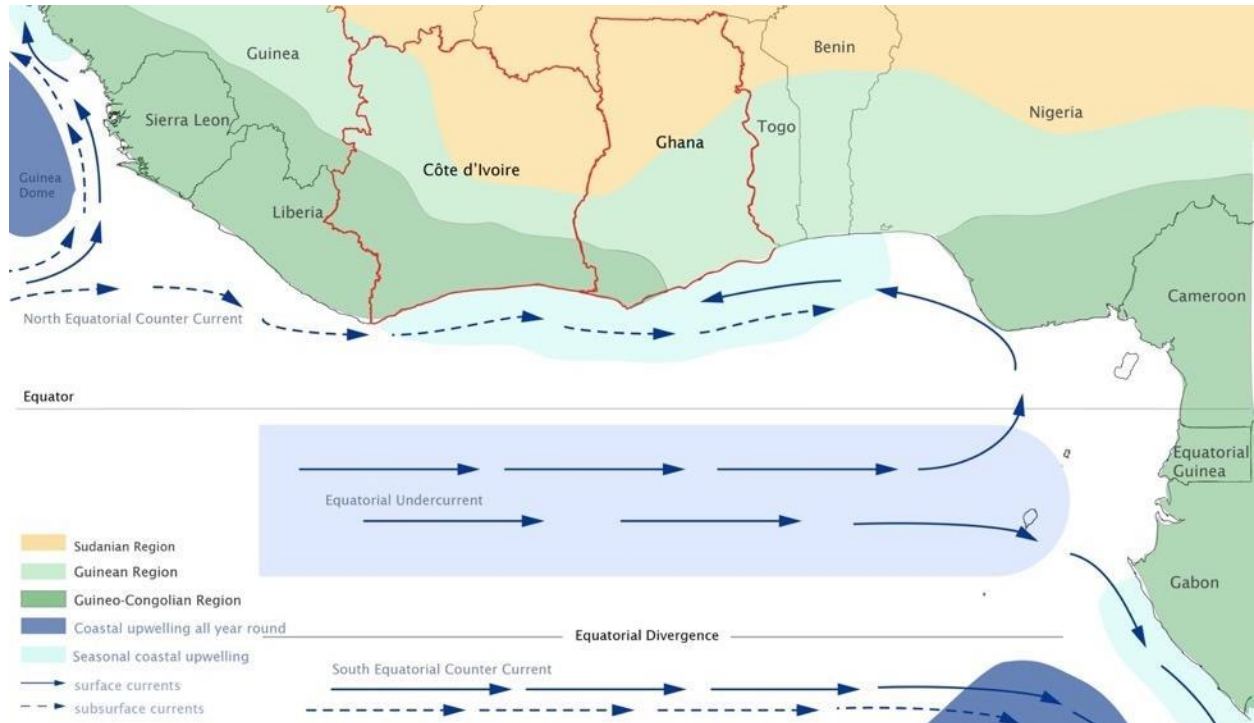 Guinea
Benin
Nigeria
Sierra Leon
Togo
Ghana
Côte d'Ivoire
Guinea
Dome
Liberia
Cameroon
North Equatorial Counter Current
Equator
Equatorial
Guinea
Equatorial Undercurrent
Sudanian Region
Guinean Region
Guineo-Congolian Region
Coastal upwelling all year round
Seasonal coastal upwelling
surface currents
subsurface currents
Gabon
Equatorial Divergence
South Equatorial Counter Current